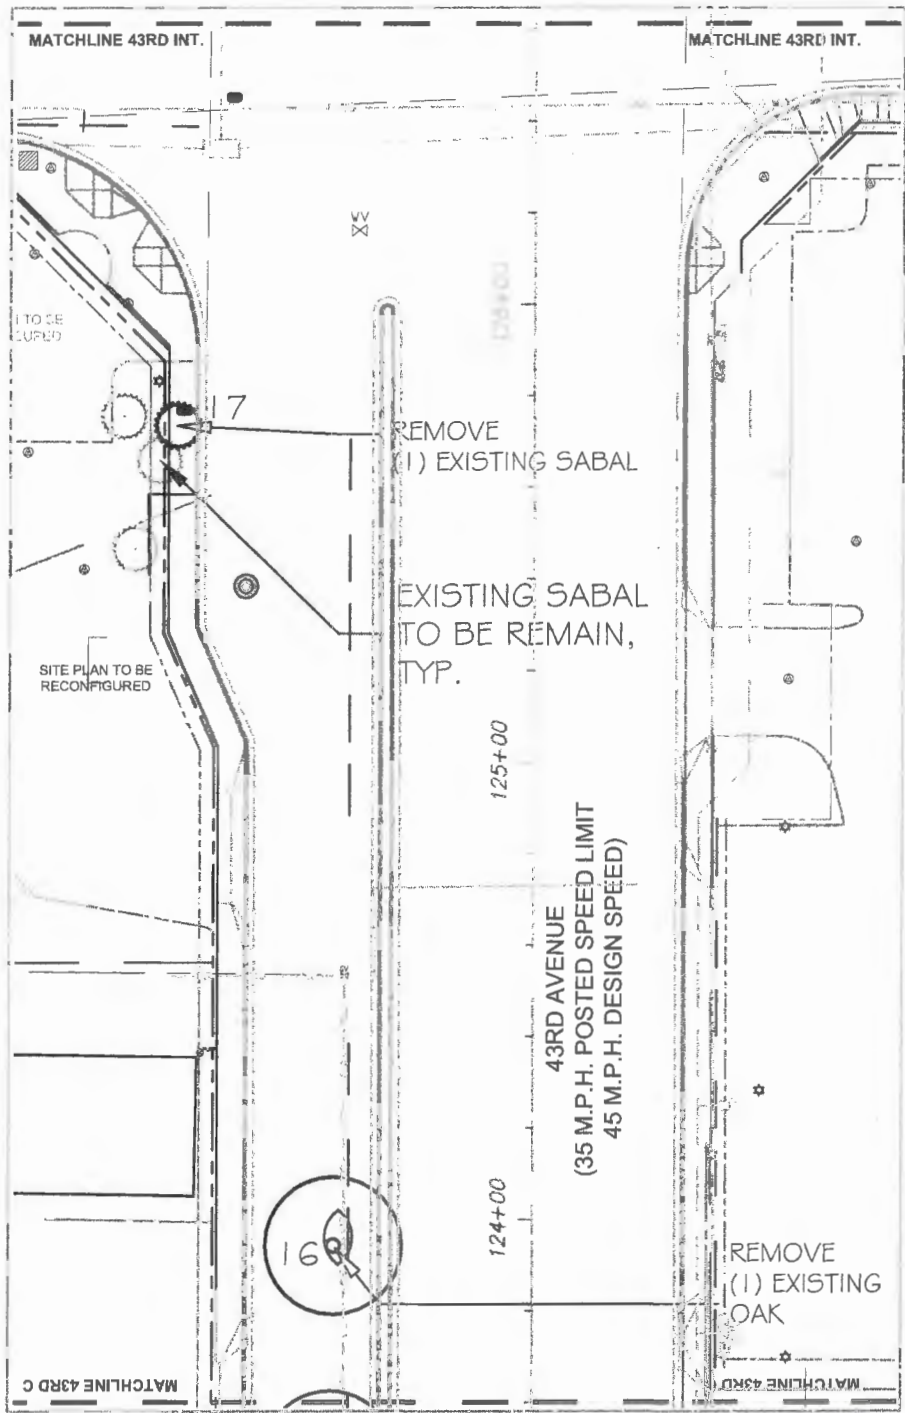 MATCHLINE 43RD INT.
MATCHLINE 43RD INT.
126+00
17
REMOVE
(1) EXISTING SABAL
EXISTING SABAL
TO BE REMAIN,
TYP.
SITE PLAN TO BE
RECONFIGURED
125+00
43RD AVENUE
(35 M.P.H. POSTED SPEED LIMIT
45 M.P.H. DESIGN SPEED)
124+00
16
REMOVE
(1) EXISTING
OAK
MATCHLINE 43RD C
MATCHLINE 43RD